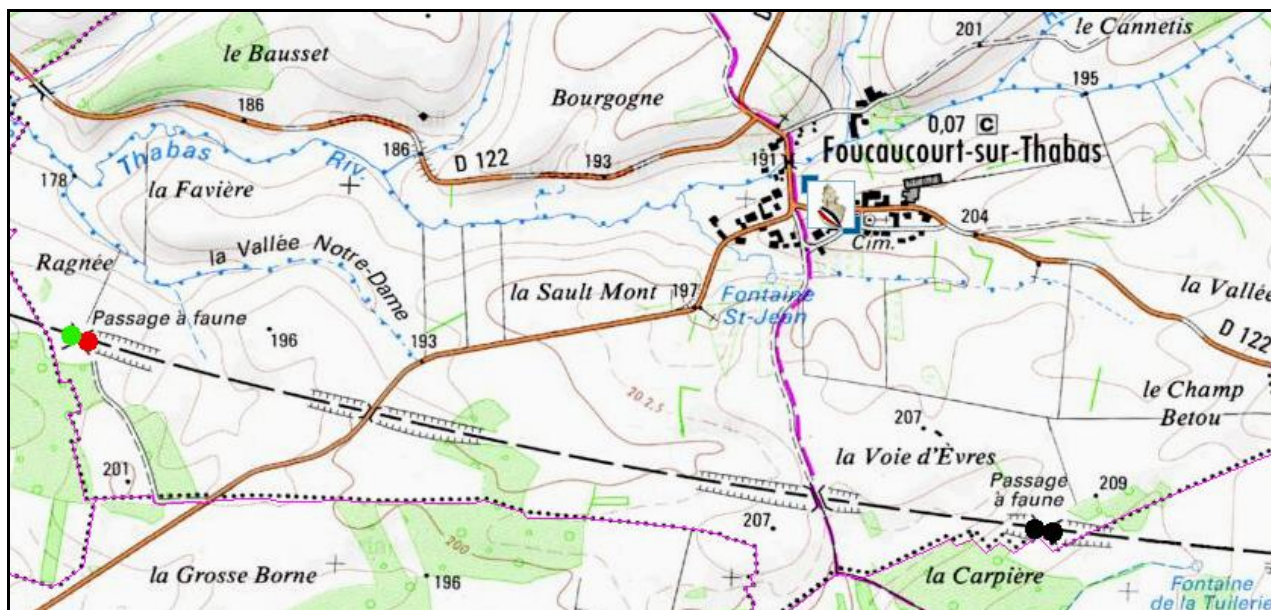 le Cannetis
201
le Bausset
195
Bourgogne
186
0,07 C
186
D 122
193
191
Foucaucourt-sur-Thabas
Thabas Riv.
178
la Favière
204
Cim.
la Vallée Notre-Dame
Ragnée
la Sault Mont
197
Fontaine
St-Jean
la Vallée
D 122
Passage à faune
196
193
20 2,5
le Champ
Betou
207
la Voie d'Èvres
201
Passage
à faune
209
207
200
la Grosse Borne
196
la Carpière
Fontaine
de la Tuilerie